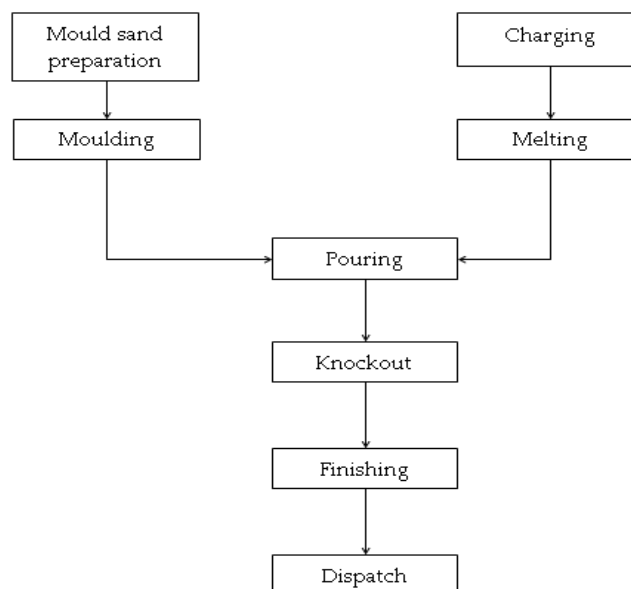 Mould sand
preparation
Charging
Moulding
Melting
Pouring
Knockout
Finishing
Dispatch